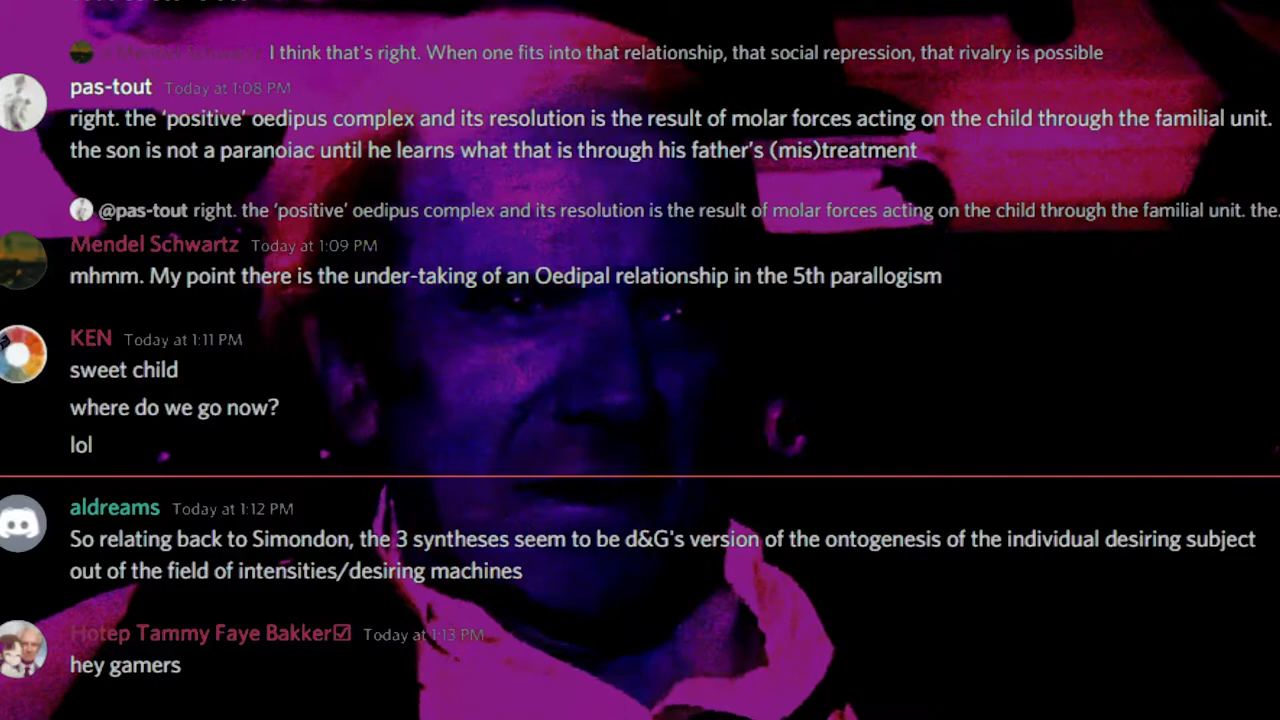 Mendel Schwartz I think that's right. When one fits into that relationship, that social repression, that rivalry is possible
pas-tout Today at 1:08 PM
right. the ‘positive’ oedipus complex and its resolution is the result of molar forces acting on the child through the familial unit.
the son is not a paranoiac until he learns what that is through his father’s (mis)treatment
@pas-tout right. the ‘positive’ oedipus complex and its resolution is the result of molar forces acting on the child through the familial unit. the
Mendel Schwartz Today at 1:09 PM
mhmm. My point there is the under-taking of an Oedipal relationship in the 5th parallogism
KEN Today at 1:11 PM
sweet child
where do we go now?
lol
aldreams Today at 1:12 PM
So relating back to Simondon, the 3 syntheses seem to be d&G's version of the ontogenesis of the individual desiring subject
out of the field of intensities/desiring machines
Hotep Tammy Faye Bakker☑ Today at 1:13 PM
hey gamers